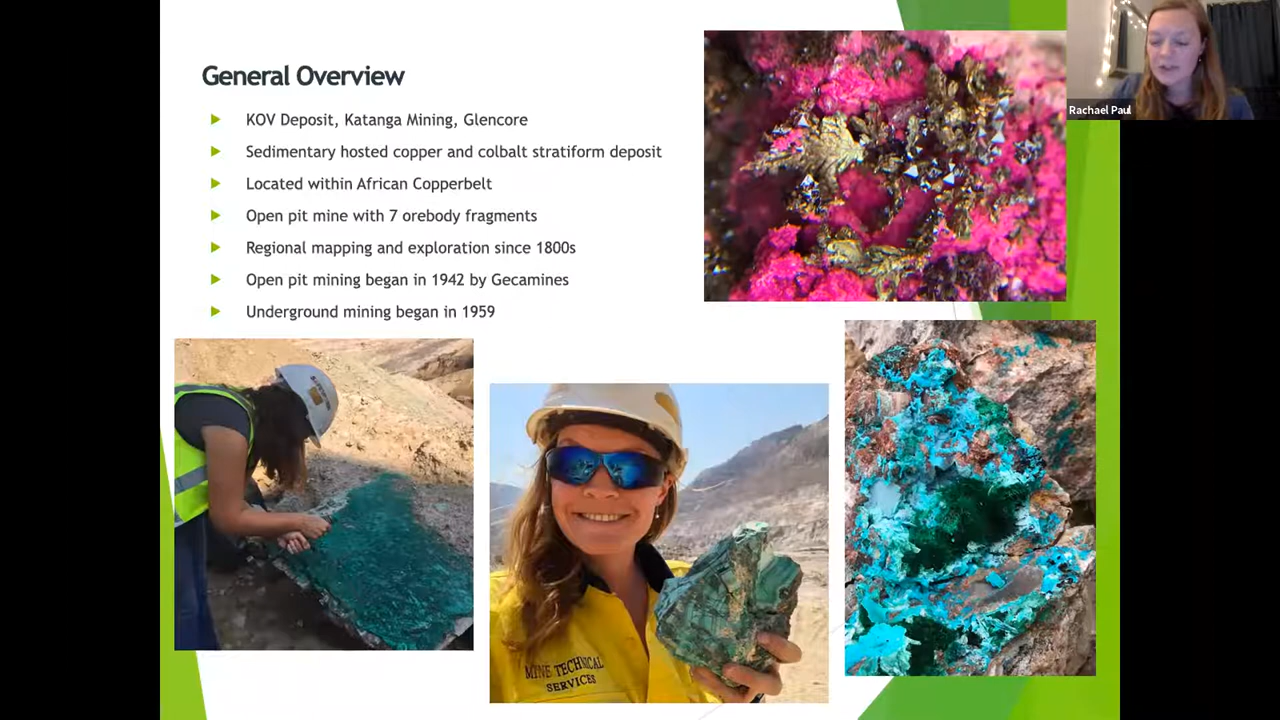 General Overview
KOV Deposit, Katanga Mining, Glencore
Sedimentary hosted copper and colbalt stratiform deposit
Located within African Copperbelt
Open pit mine with 7 orebody fragments
Regional mapping and exploration since 1800s
Open pit mining began in 1942 by Gecamines
Underground mining began in 1959
Rachael Paul
MINE TECHNICAL
SERVICES